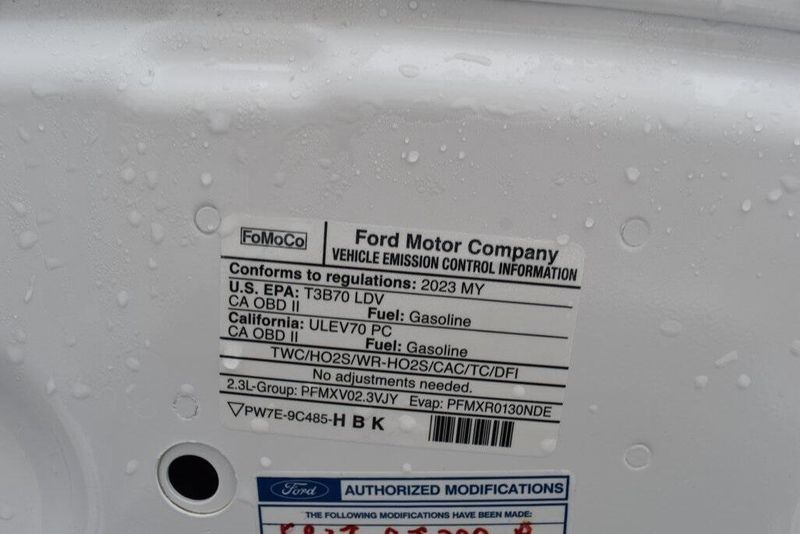 FoMoCo
Ford Motor Company
VEHICLE EMISSION CONTROL INFORMATION
Conforms to regulations: 2023 MY
U.S. EPA: T3B70 LDV
CA OBD II Fuel: Gasoline
California: ULEV70 PC
CA OBD II Fuel: Gasoline
TWC/HO2S/WR-HO2S/CAC/TC/DFI
No adjustments needed.
2.3L-Group: PFMXV02.3VJY Evap: PFMXR0130NDE
PW7E-9C485-H B K
Ford AUTHORIZED MODIFICATIONS
THE FOLLOWING MODIFICATIONS HAVE BEEN MADE: